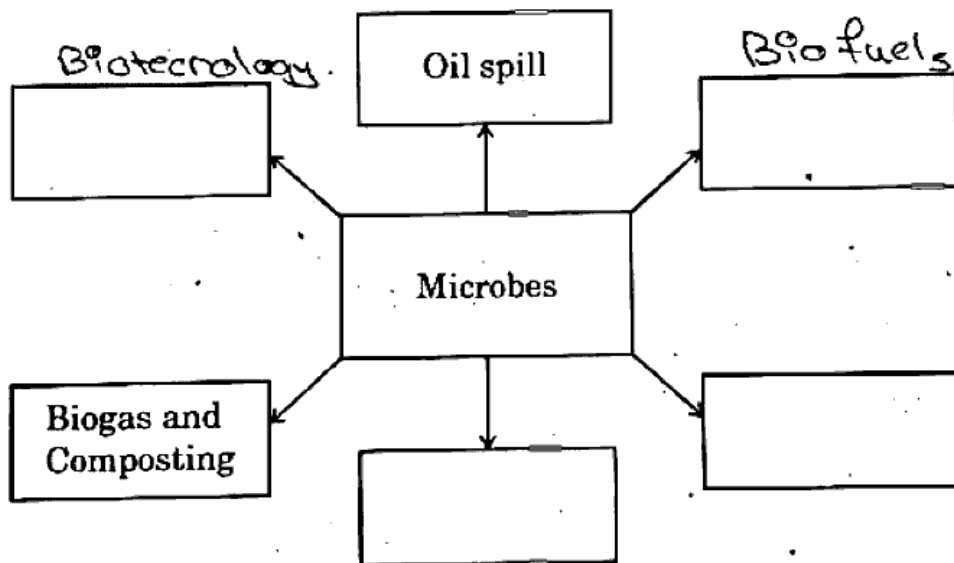 Biotecnology.
Oil spill
Biofuels
Microbes
Biogas and
Composting